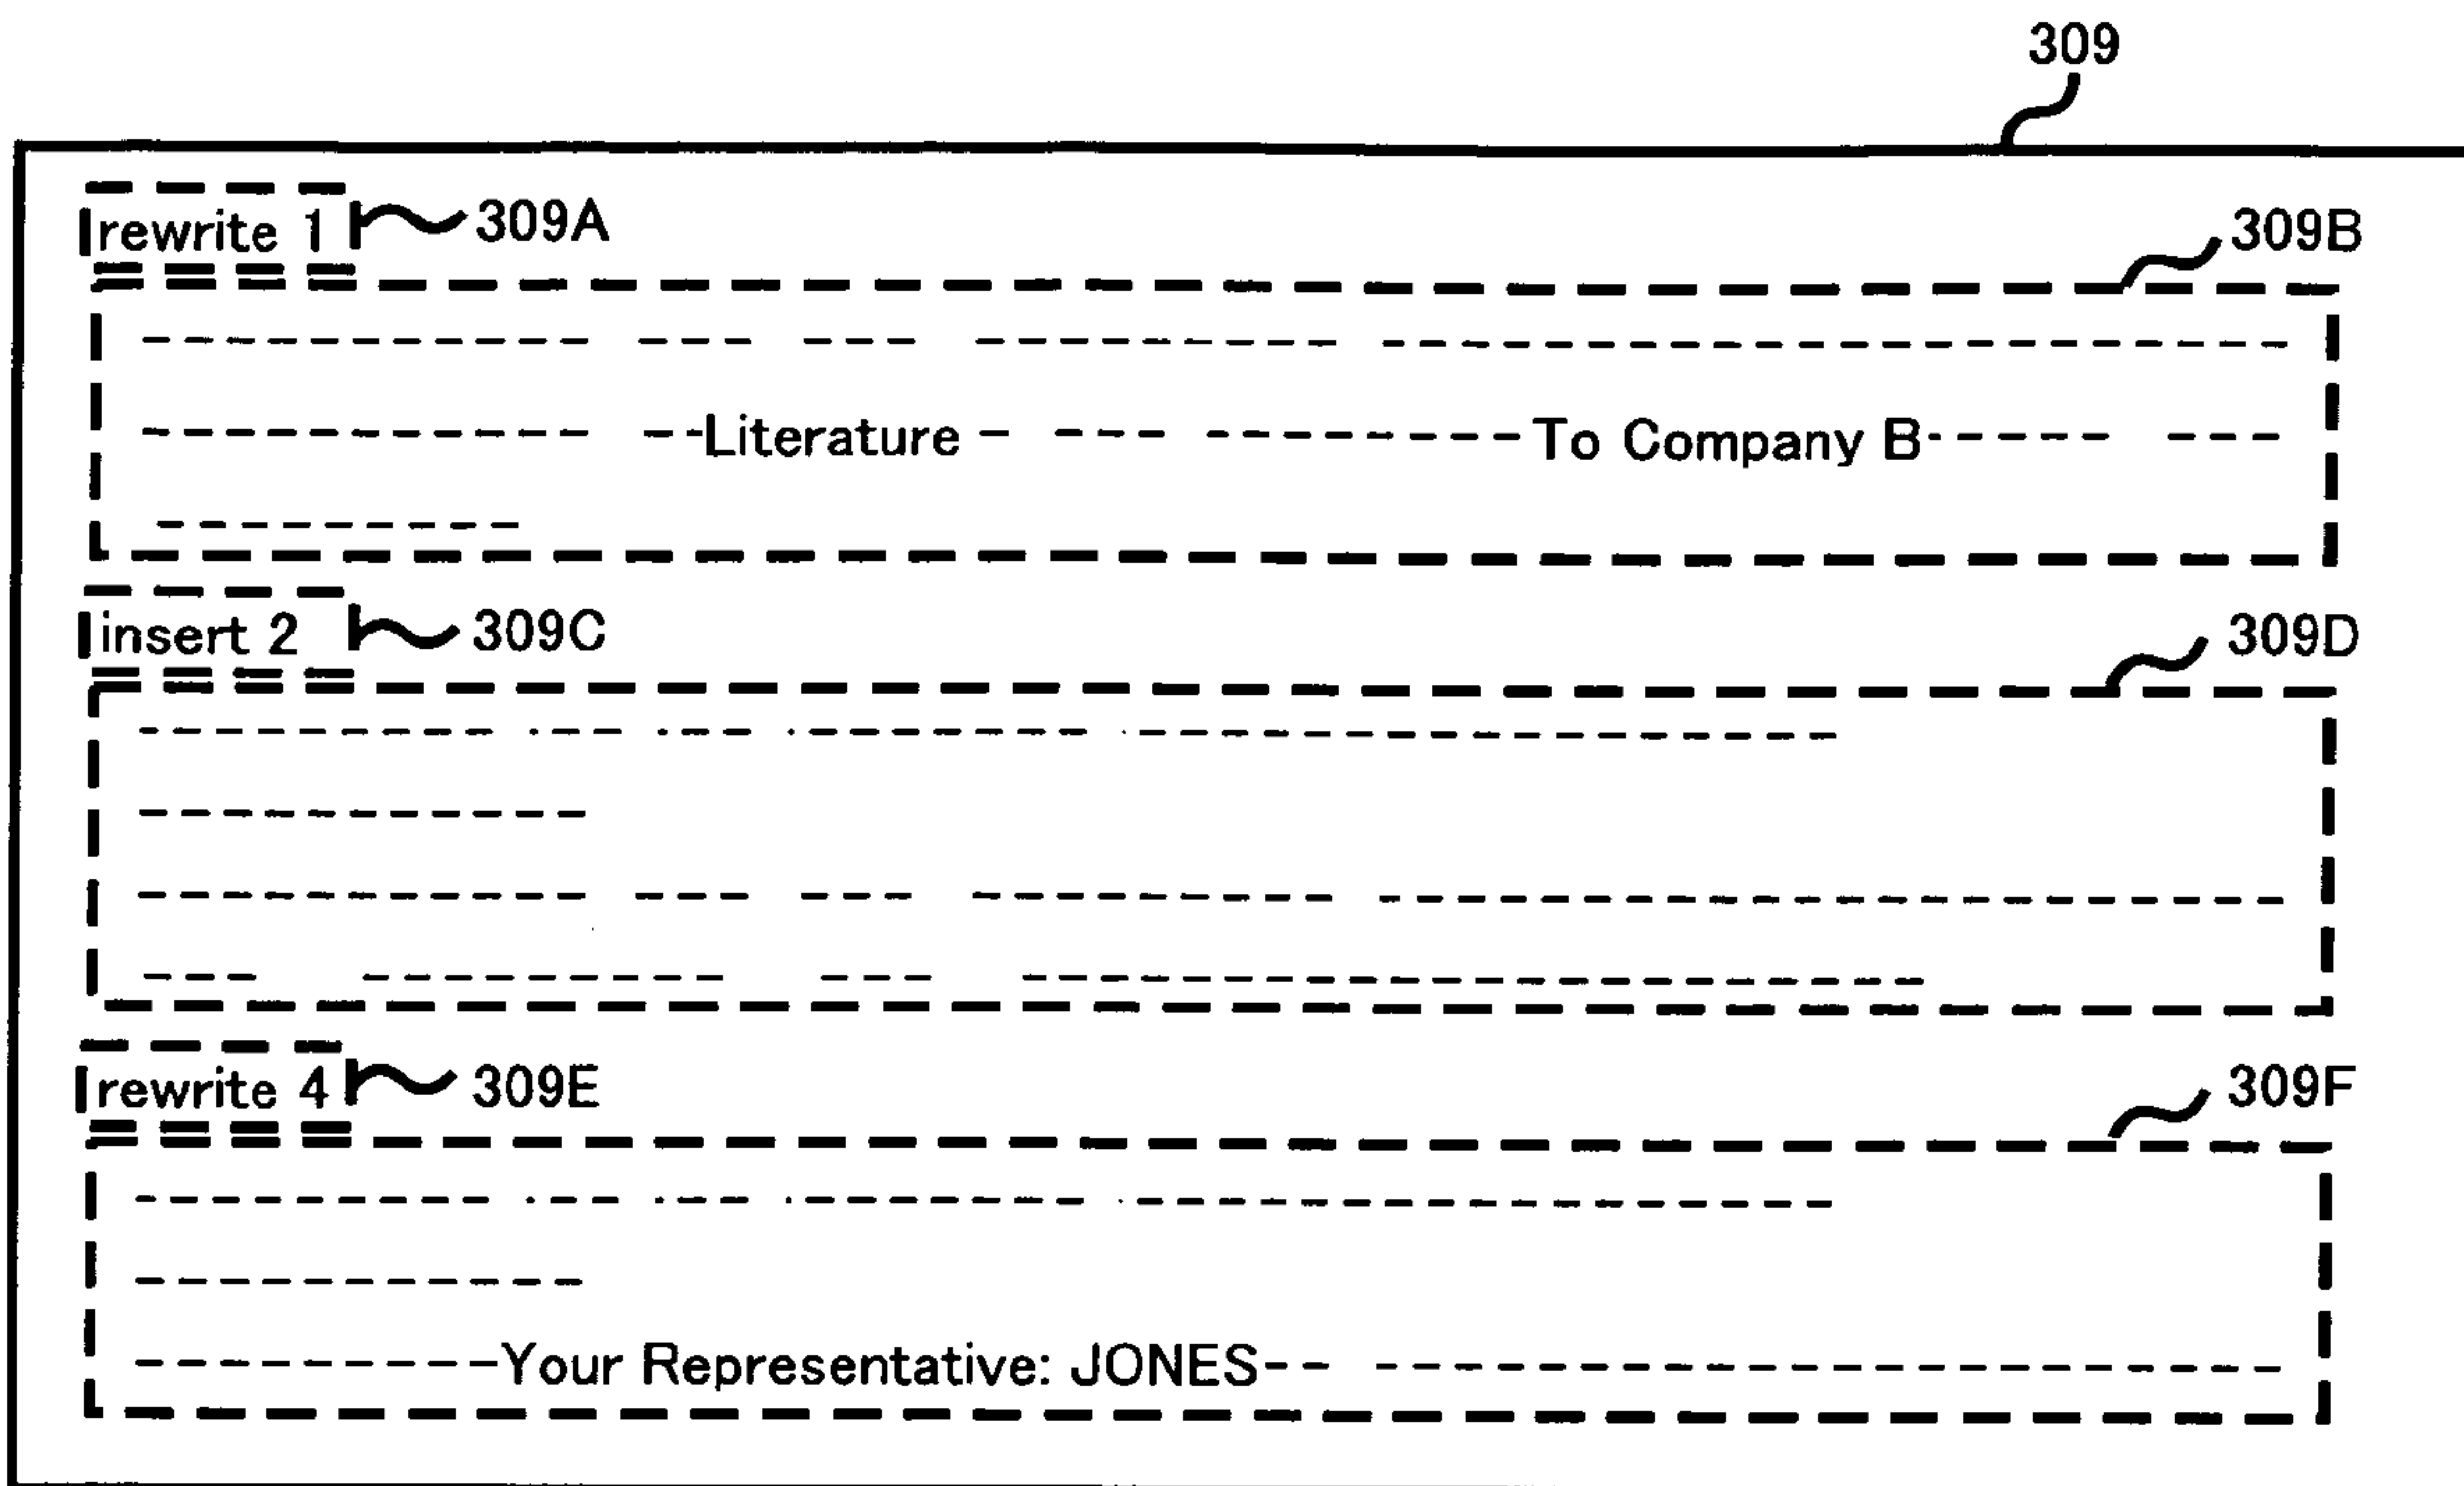 309
rewrite 1 309A
309B
Literature To Company B
insert 2 309C
309D
rewrite 4 309E
309F
Your Representative: JONES